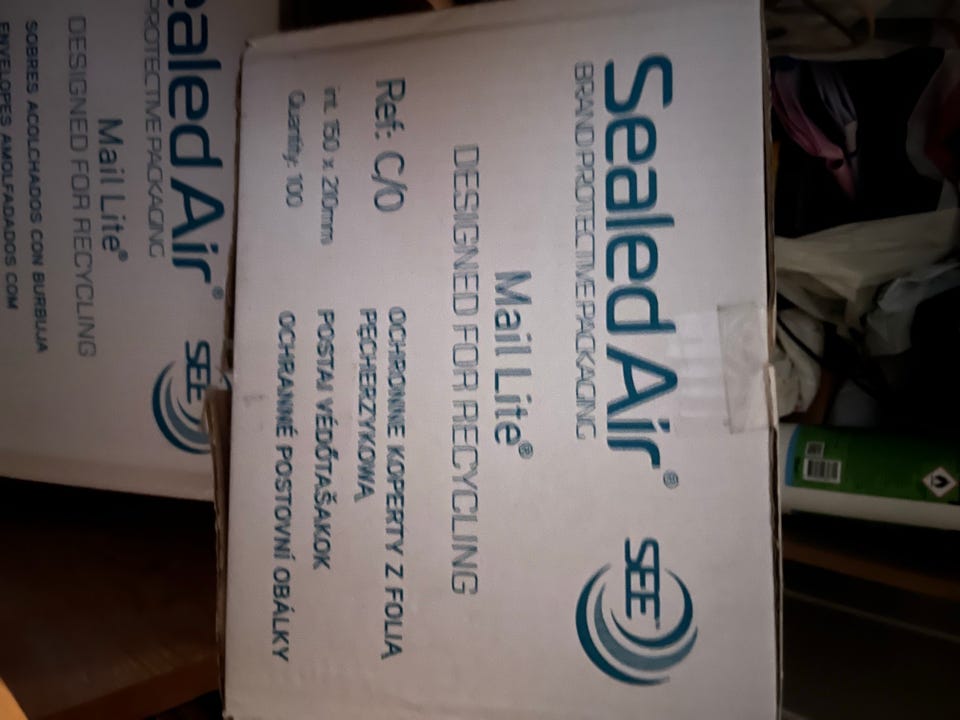 Sealed Air®
BRAND PROTECTIVE PACKAGING
SEE™
Mail Lite®
DESIGNED FOR RECYCLING
Ref: C/0
int. 150 x 210mm
Quantity: 100
OCHRONNE KOPERTY Z FOLIA
PĘCHERZYKOWA
POSTAI VÉDŐTAŠAKOK
OCHRANNÉ POSTOVNÍ OBÁLKY
ealed Air®
PROTECTIVE PACKAGING
SEE
Mail Lite®
DESIGNED FOR RECYCLING
SOBRES ACOLCHADOS CON BURBUJA
ENVELOPES AMOLFADADOS COM